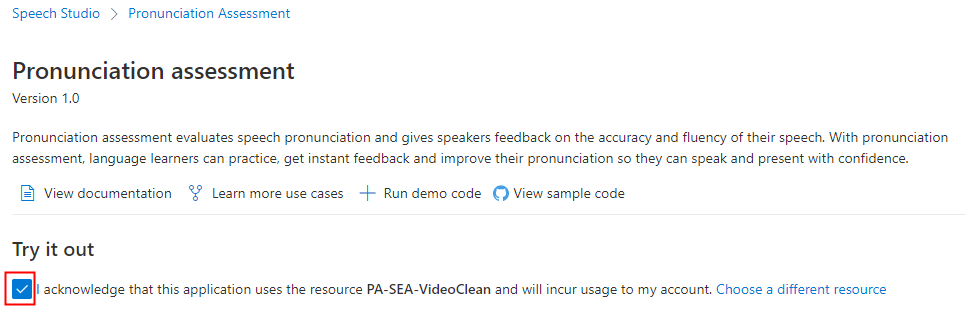 Speech Studio > Pronunciation Assessment
Pronunciation assessment
Version 1.0
Pronunciation assessment evaluates speech pronunciation and gives speakers feedback on the accuracy and fluency of their speech. With pronunciation
assessment, language learners can practice, get instant feedback and improve their pronunciation so they can speak and present with confidence.
View documentation Learn more use cases Run demo code View sample code
Try it out
I acknowledge that this application uses the resource PA-SEA-VideoClean and will incur usage to my account. Choose a different resource